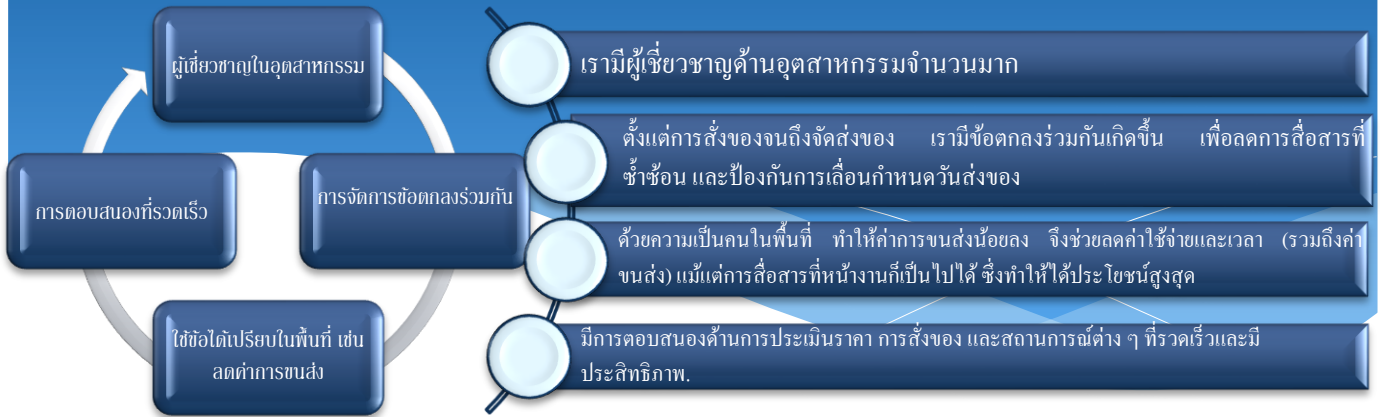 ผู้เชี่ยวชาญในอุตสาหกรรม
การจัดการข้อตกลงร่วมกัน
ใช้ข้อได้เปรียบในพื้นที่ เช่น
ลดค่าการขนส่ง
การตอบสนองที่รวดเร็ว
เรามีผู้เชี่ยวชาญด้านอุตสาหกรรมจำนวนมาก
ตั้งแต่การสั่งของจนถึงจัดส่งของ เรามีข้อตกลงร่วมกันเกิดขึ้น เพื่อลดการสื่อสารที่
ซ้ำซ้อน และป้องกันการเลื่อนกำหนดวันส่งของ
ด้วยความเป็นคนในพื้นที่ ทำให้ค่าการขนส่งน้อยลง จึงช่วยลดค่าใช้จ่ายและเวลา (รวมถึงค่า
ขนส่ง) แม้แต่การสื่อสารที่หน้างานก็เป็นไปได้ ซึ่งทำให้ได้ประโยชน์สูงสุด
มีการตอบสนองด้านการประเมินราคา การสั่งของ และสถานการณ์ต่าง ๆ ที่รวดเร็วและมี
ประสิทธิภาพ.